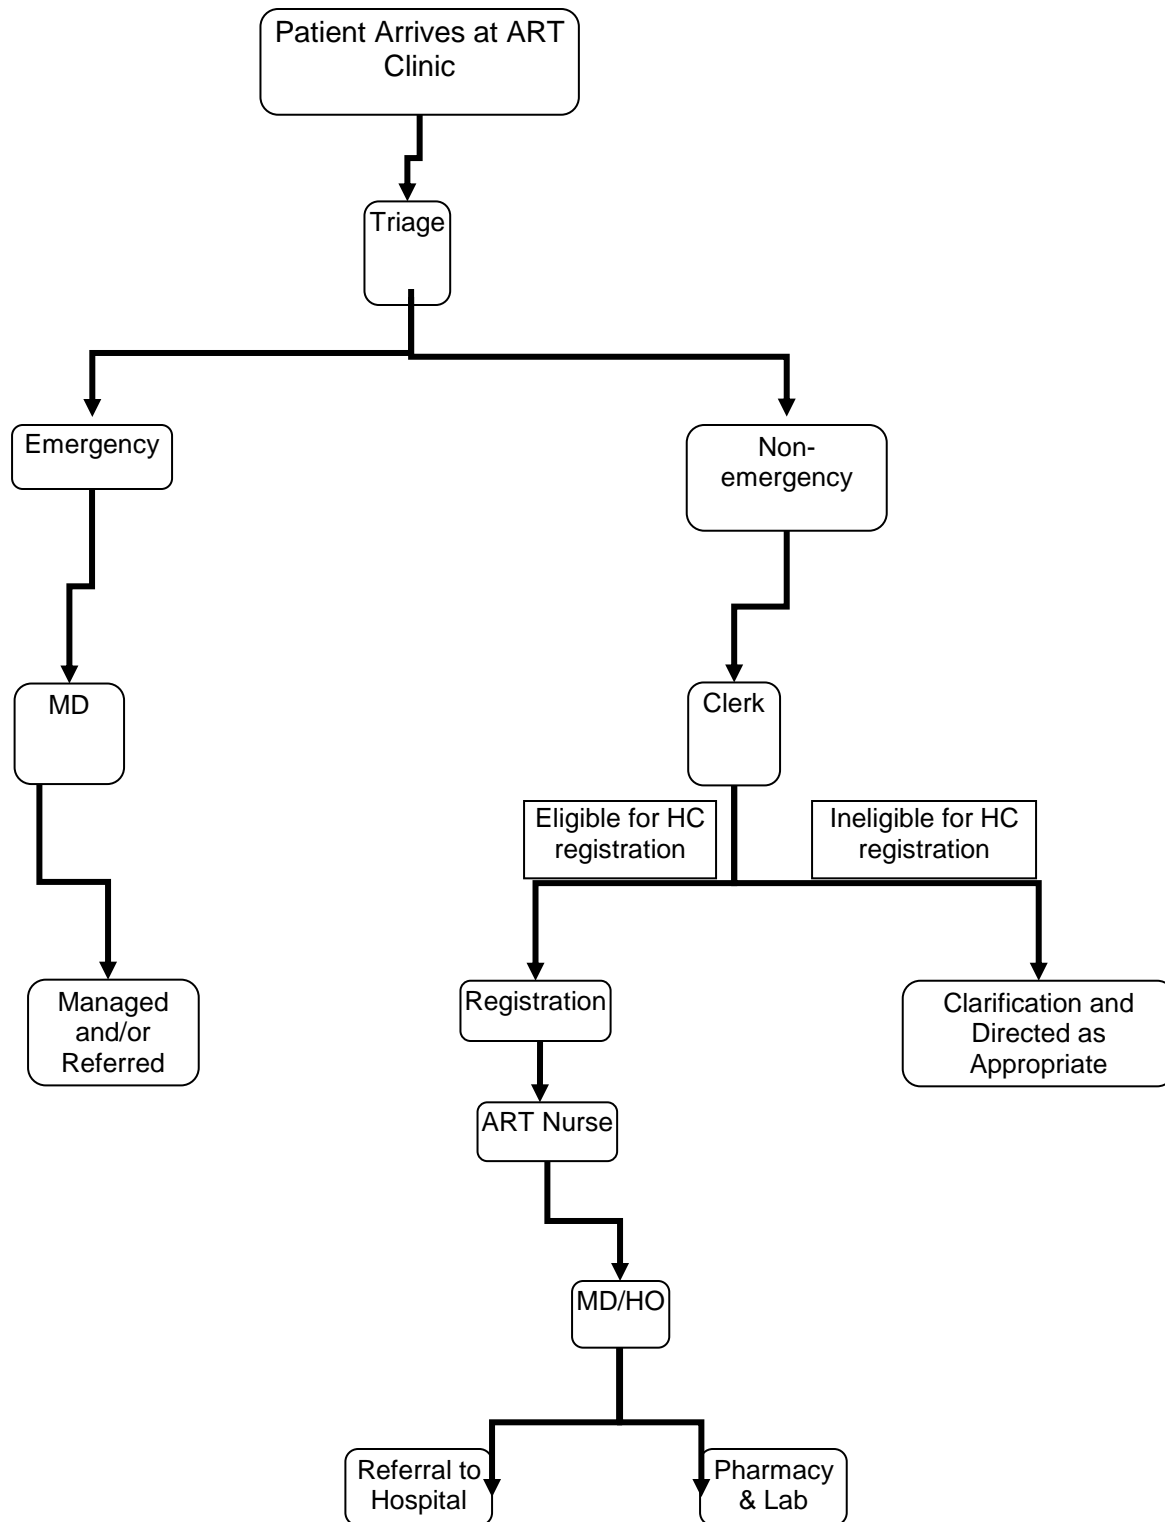 Patient Arrives at ART
Clinic
Triage
Emergency
Non-
emergency
MD
Clerk
Eligible for HC
registration
Ineligible for HC
registration
Managed
and/or
Referred
Registration
Clarification and
Directed as
Appropriate
ART Nurse
MD/HO
Referral to
Hospital
Pharmacy
& Lab